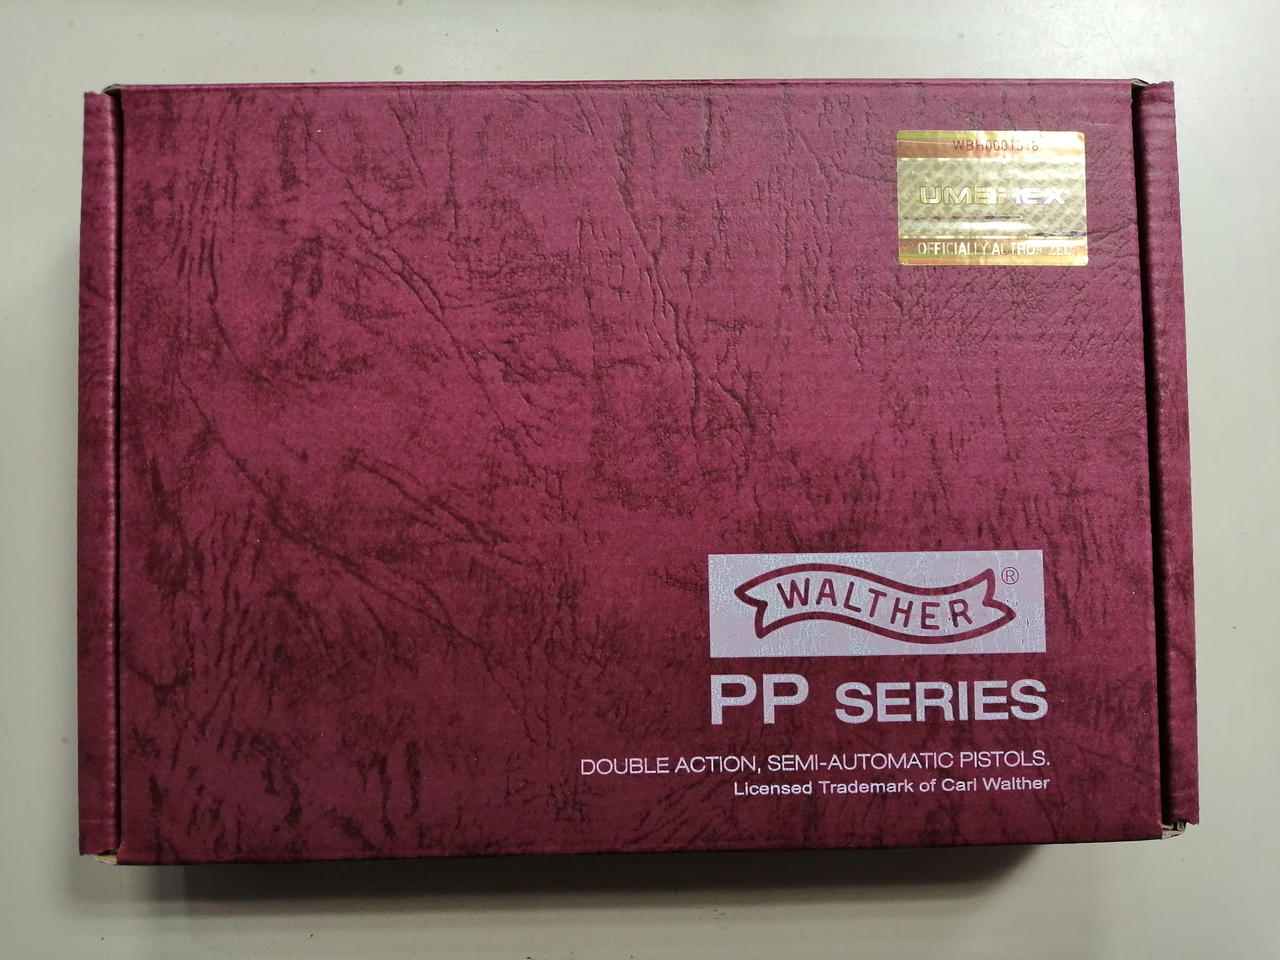 WBH0001518
UMAREX
OFFICIALLY AUTHORIZED
WALTHER®
PP SERIES
DOUBLE ACTION, SEMI-AUTOMATIC PISTOLS.
Licensed Trademark of Carl Walther